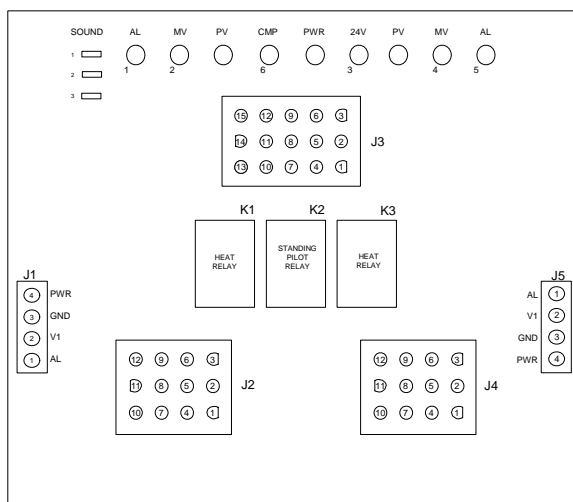 SOUND AL MV PV CMP PWR 24V PV MV AL
1
2
3
1 2 6 3 4 5
15 12 9 6 3
14 11 8 5 2
13 10 7 4 1
J3
K1 K2 K3
HEAT
RELAY
STANDING
PILOT
RELAY
HEAT
RELAY
J1
4 PWR
3 GND
2 V1
1 AL
J5
AL 1
V1 2
GND 3
PWR 4
12 9 6 3
11 8 5 2
10 7 4 1
J2
12 9 6 3
11 8 5 2
10 7 4 1
J4